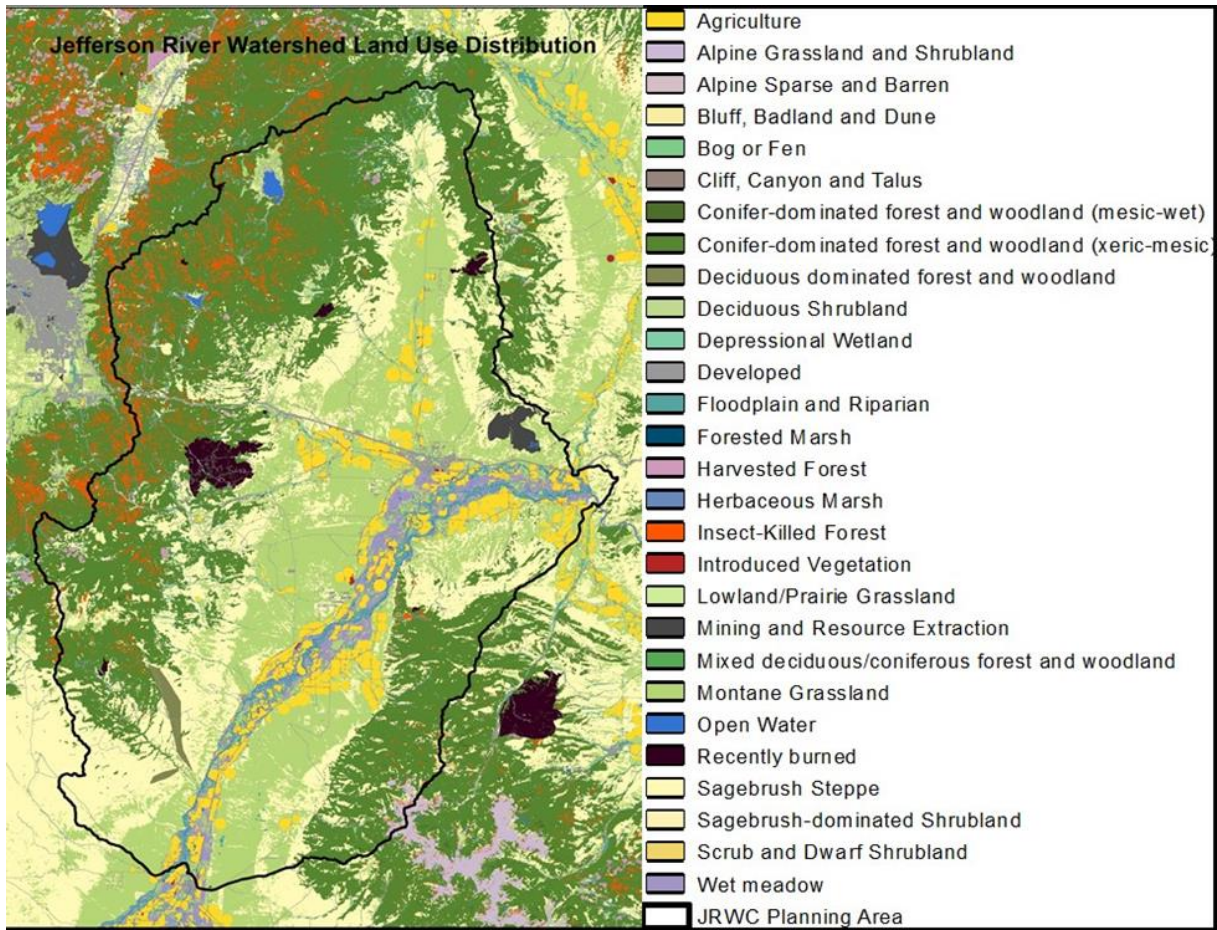 Jefferson River Watershed Land Use Distribution
Agriculture
Alpine Grassland and Shrubland
Alpine Sparse and Barren
Bluff, Badland and Dune
Bog or Fen
Cliff, Canyon and Talus
Conifer-dominated forest and woodland (mesic-wet)
Conifer-dominated forest and woodland (xeric-mesic)
Deciduous dominated forest and woodland
Deciduous Shrubland
Depressional Wetland
Developed
Floodplain and Riparian
Forested Marsh
Harvested Forest
Herbaceous Marsh
Insect-Killed Forest
Introduced Vegetation
Lowland/Prairie Grassland
Mining and Resource Extraction
Mixed deciduous/coniferous forest and woodland
Montane Grassland
Open Water
Recently burned
Sagebrush Steppe
Sagebrush-dominated Shrubland
Scrub and Dwarf Shrubland
Wet meadow
JRWC Planning Area